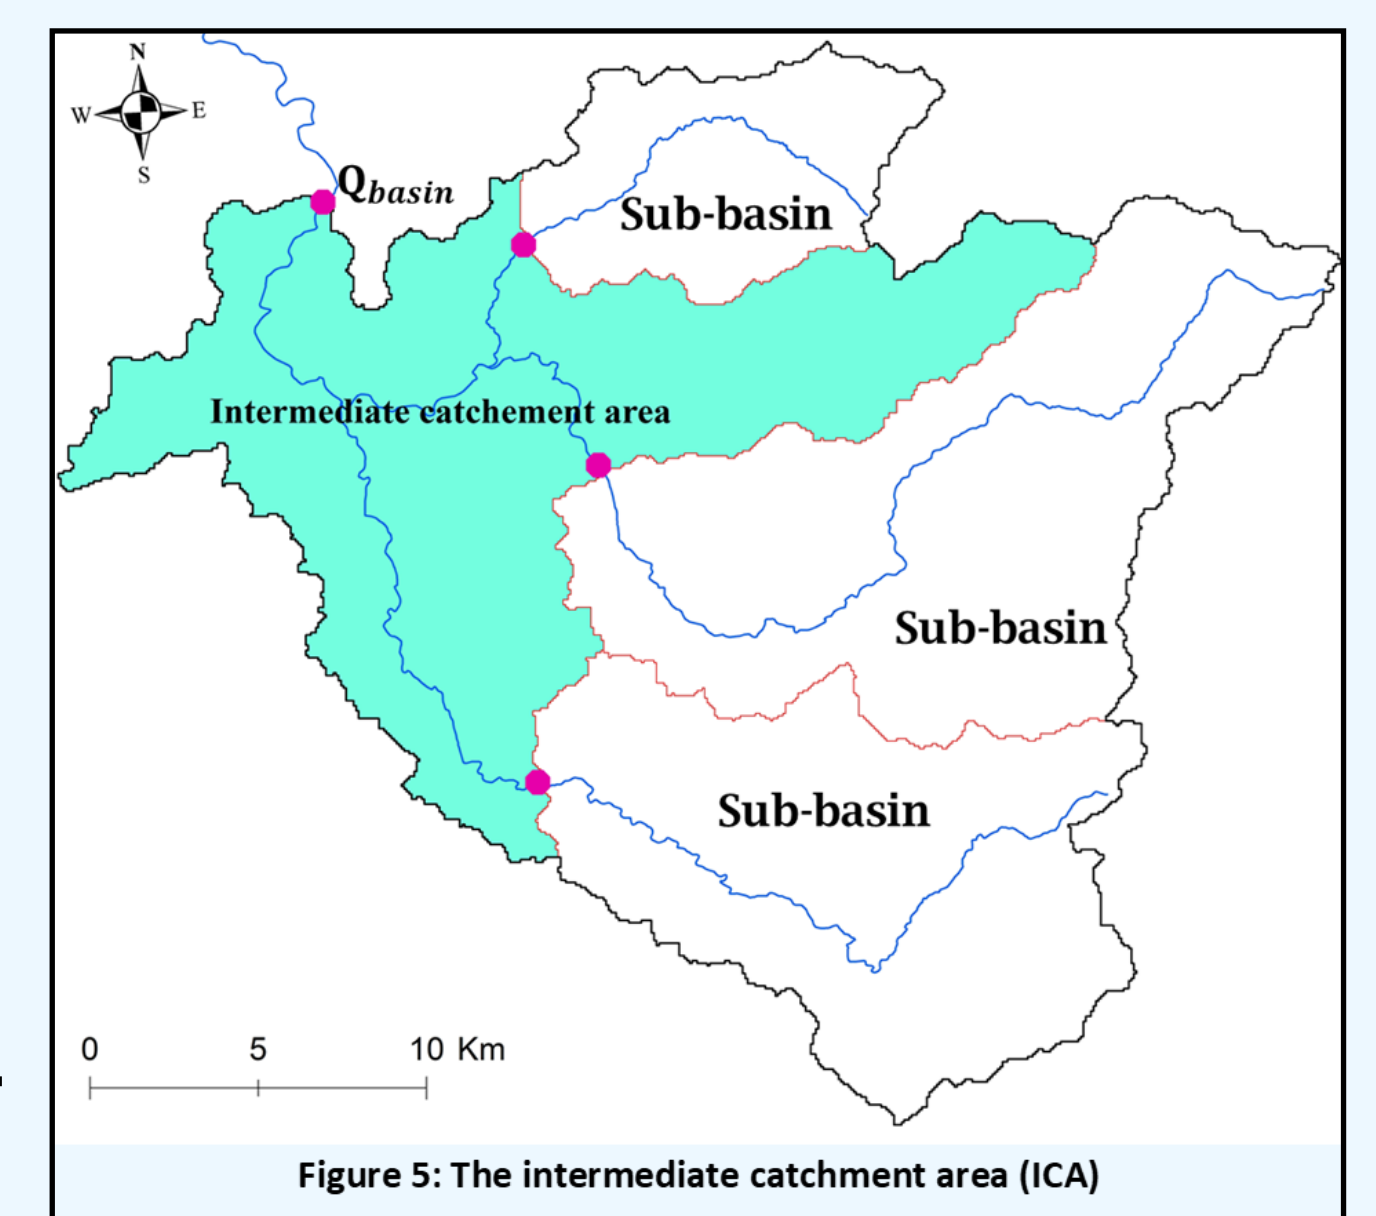 N
W E
S
Qbasin
Sub-basin
Intermediate catchement area
Sub-basin
Sub-basin
0 5 10 Km
Figure 5: The intermediate catchment area (ICA)